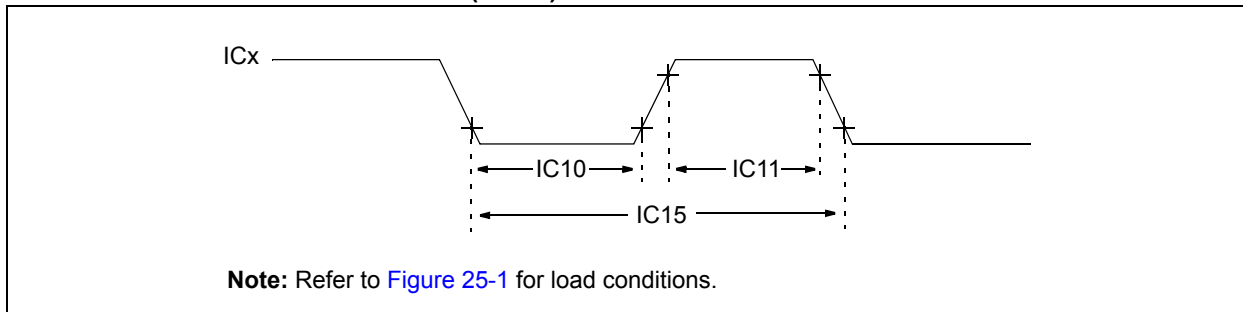 ICx
IC10
IC11
IC15
Note: Refer to Figure 25-1 for load conditions.